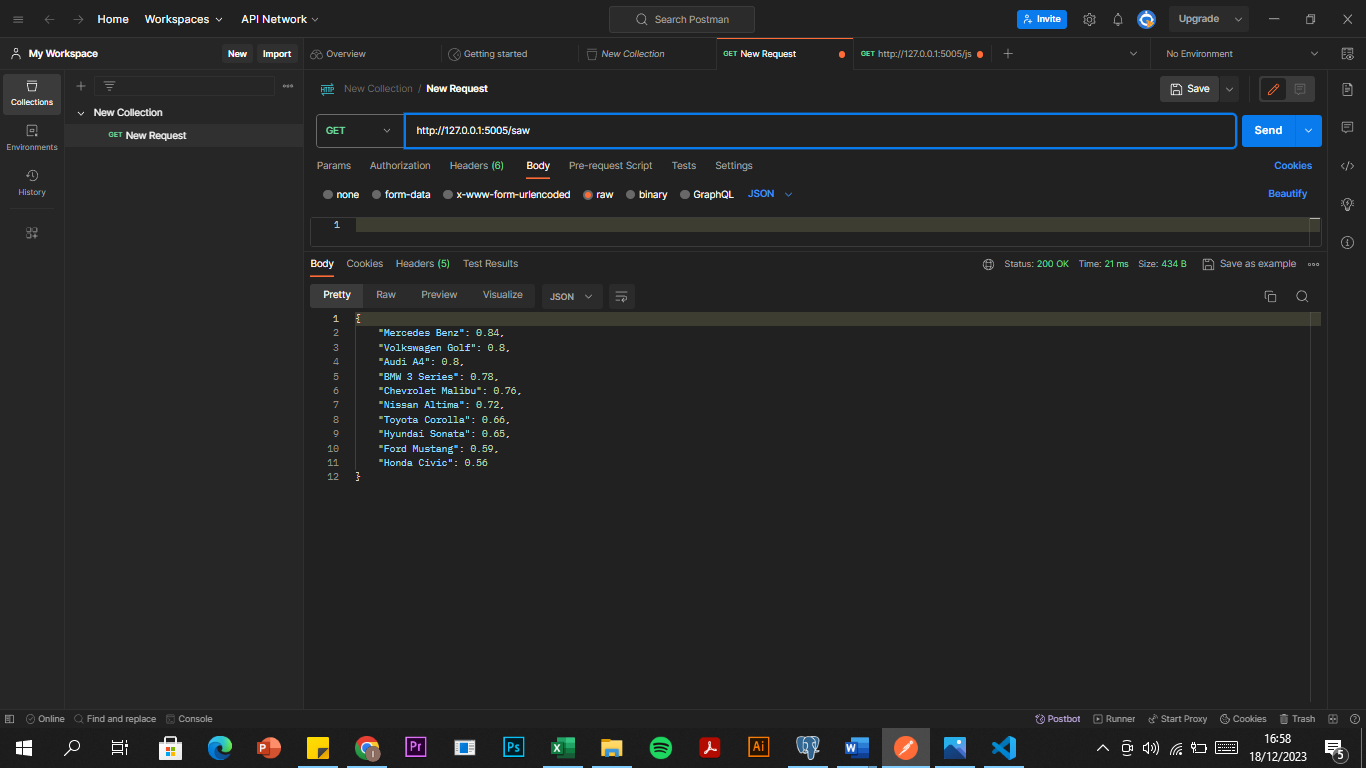 Home Workspaces API Network Search Postman Invite Upgrade
My Workspace New Import Overview Getting started New Collection GET New Request GET http://127.0.0.1:5005/js No Environment
Collections
Environments
History
New Collection
GET New Request
HTTP New Collection / New Request Save
GET http://127.0.0.1:5005/saw Send
Params Authorization Headers (6) Body Pre-request Script Tests Settings Cookies
none form-data x-www-form-urlencoded raw binary GraphQL JSON Beautify
1
Body Cookies Headers (5) Test Results Status: 200 OK Time: 21 ms Size: 434 B Save as example
Pretty Raw Preview Visualize JSON
1 {
2 "Mercedes Benz": 0.84,
3 "Volkswagen Golf": 0.8,
4 "Audi A4": 0.8,
5 "BMW 3 Series": 0.78,
6 "Chevrolet Malibu": 0.76,
7 "Nissan Altima": 0.72,
8 "Toyota Corolla": 0.66,
9 "Hyundai Sonata": 0.65,
10 "Ford Mustang": 0.59,
11 "Honda Civic": 0.56
12 }
Online Find and replace Console Postbot Runner Start Proxy Cookies Trash
P I Pr Ps X Ai W 16:58
18/12/2023 5